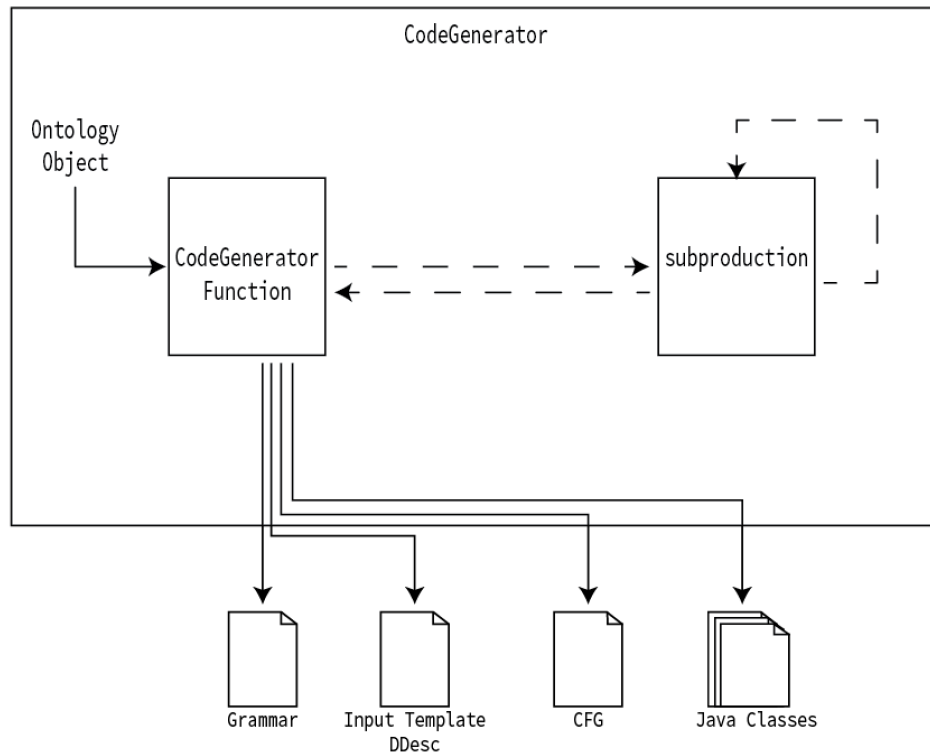 CodeGenerator
Ontology
Object
CodeGenerator
Function
subproduction
Grammar
Input Template
DDesc
CFG
Java Classes